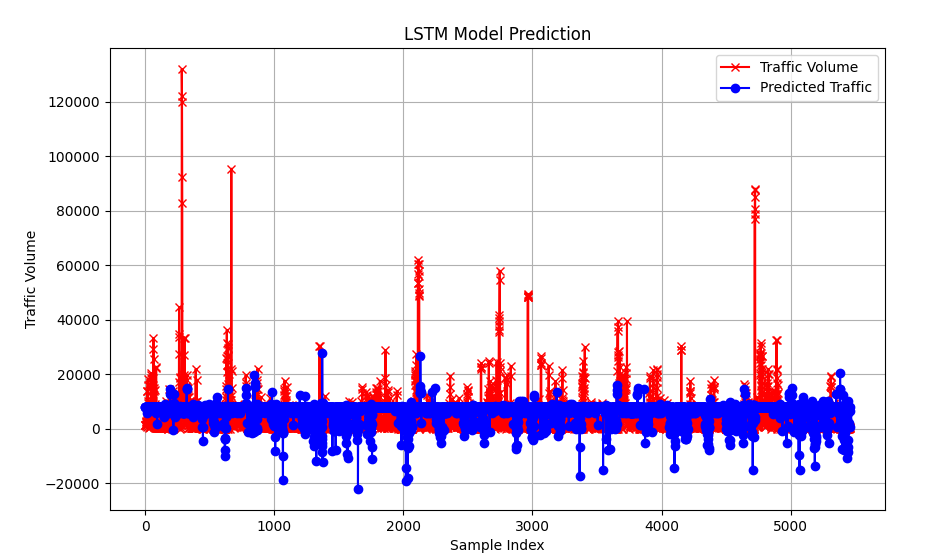 LSTM Model Prediction
Traffic Volume
Predicted Traffic
120000
100000
80000
60000
40000
20000
0
−20000
Traffic Volume
0 1000 2000 3000 4000 5000
Sample Index